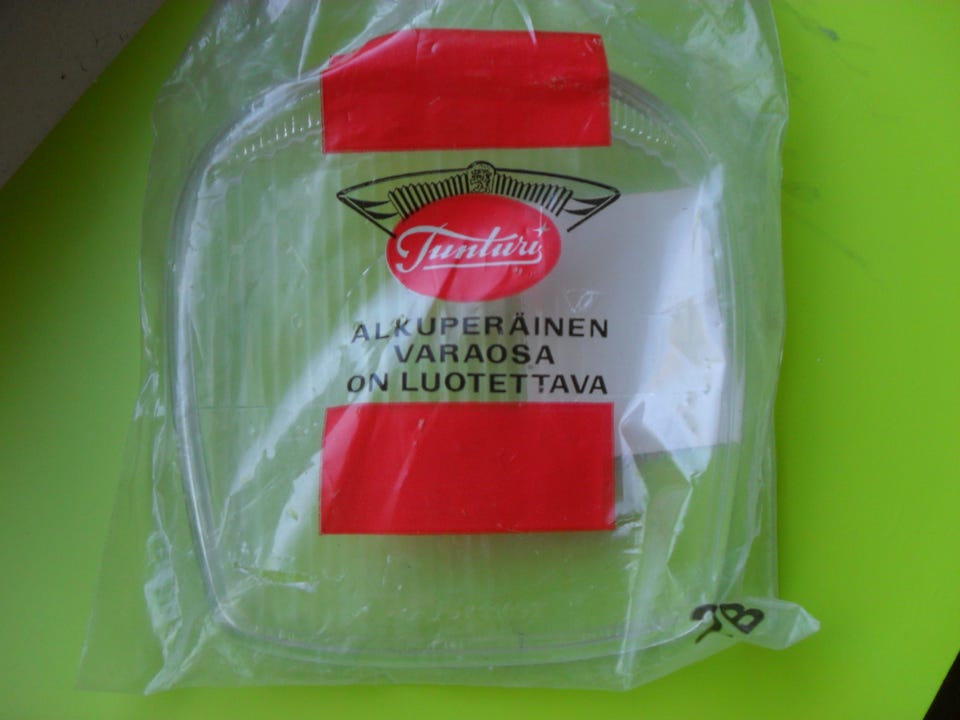 Tunturi
ALKUPERÄINEN
VARAOSA
ON LUOTETTAVA